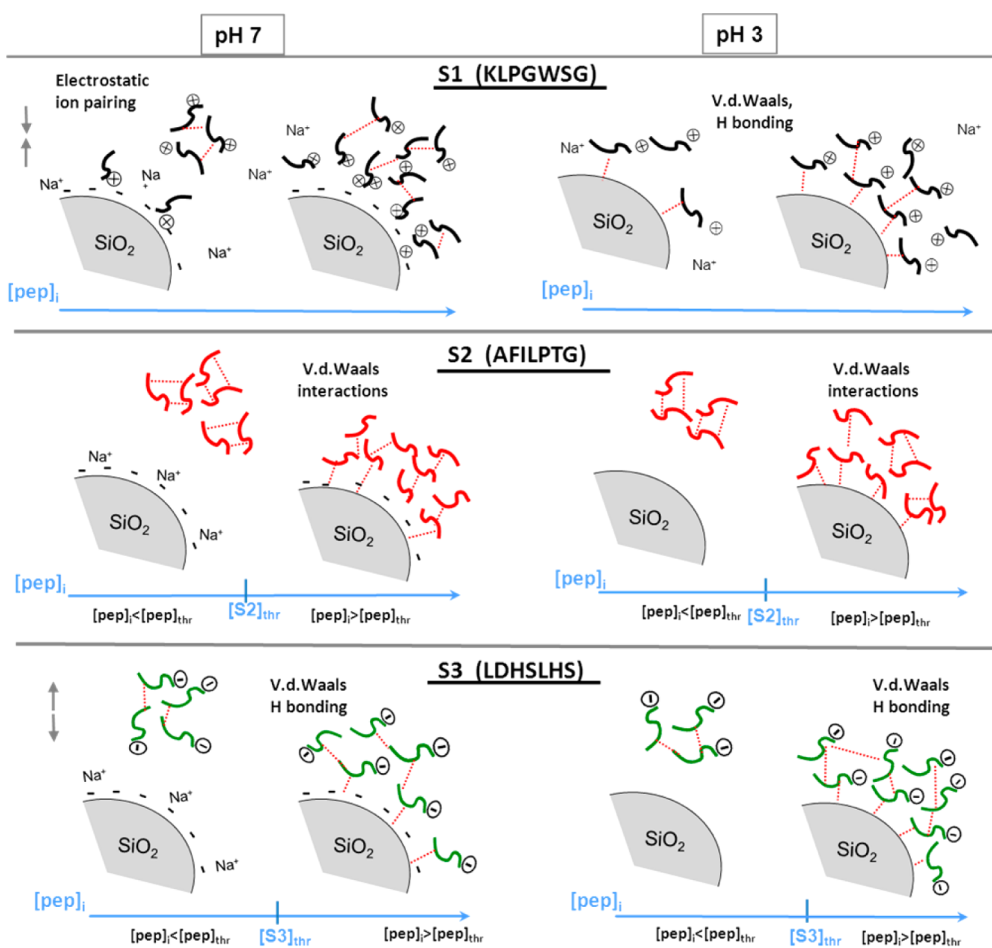 pH 7
pH 3
S1 (KLPGWSG)
Electrostatic
ion pairing
V.d.Waals,
H bonding
Na⁺
Na
+
Na⁺
Na⁺
Na⁺
Na⁺
Na⁺
Na⁺
SiO₂
SiO₂
SiO₂
SiO₂
[pep]ᵢ
[pep]ᵢ
S2 (AFILPTG)
V.d.Waals
interactions
V.d.Waals
interactions
Na⁺
Na⁺
Na⁺
SiO₂
SiO₂
SiO₂
SiO₂
[pep]ᵢ
[pep]ᵢ
[pep]ᵢ<[pep]thr
[S2]thr
[pep]ᵢ>[pep]thr
[pep]ᵢ<[pep]thr
[S2]thr
[pep]ᵢ>[pep]thr
S3 (LDHSLHS)
V.d.Waals
H bonding
V.d.Waals
H bonding
Na⁺
Na⁺
Na⁺
SiO₂
SiO₂
SiO₂
SiO₂
[pep]ᵢ
[pep]ᵢ
[pep]ᵢ<[pep]thr
[S3]thr
[pep]ᵢ>[pep]thr
[pep]ᵢ<[pep]thr
[S3]thr
[pep]ᵢ>[pep]thr